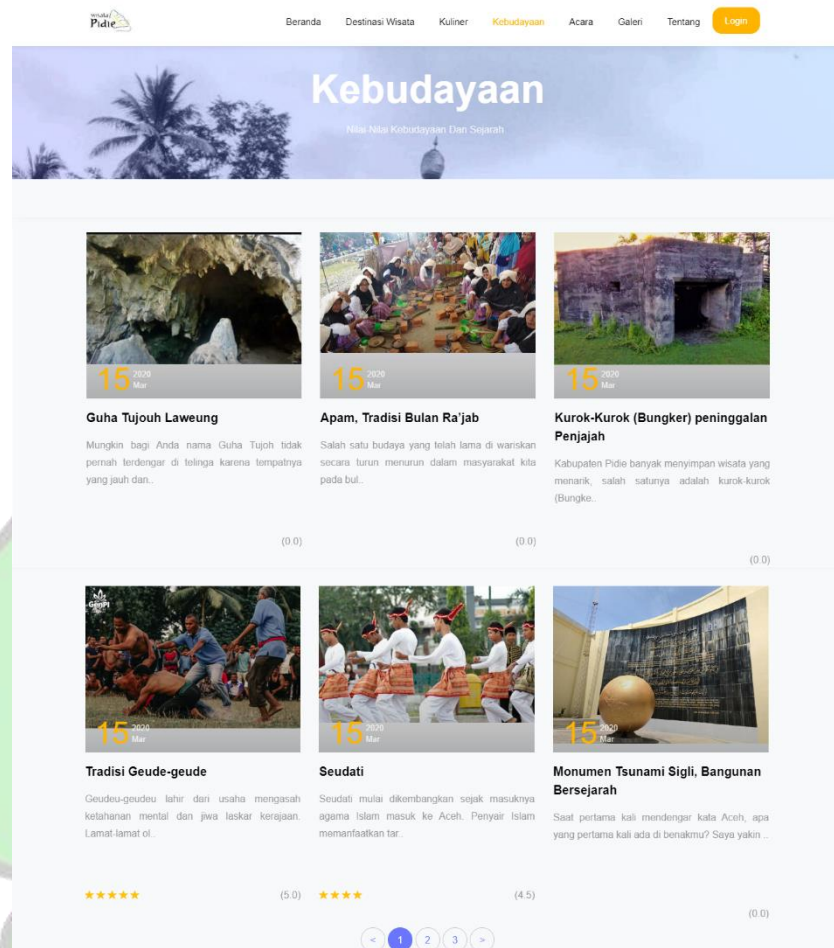 wisata
Pidie
Beranda Destinasi Wisata Kuliner Kebudayaan Acara Galeri Tentang Login
Kebudayaan
Nilai-Nilai Kebudayaan Dan Sejarah
15 2020 Mar
15 2020 Mar
15 2020 Mar
Guha Tujouh Laweung
Mungkin bagi Anda nama Guha Tujoh tidak
pernah terdengar di telinga karena tempatnya
yang jauh dan..
(0.0)
Apam, Tradisi Bulan Ra'jab
Salah satu budaya yang telah lama di wariskan
secara turun menurun dalam masyarakat kita
pada bul..
(0.0)
Kurok-Kurok (Bungker) peninggalan
Penjajah
Kabupaten Pidie banyak menyimpan wisata yang
menarik, salah satunya adalah kurok-kurok
(Bungke..
(0.0)
GenPI
15 2020 Mar
15 2020 Mar
15 2020 Mar
Tradisi Geude-geude
Geudeu-geudeu lahir dari usaha mengasah
ketahanan mental dan jiwa laskar kerajaan.
Lamat-lamat ol..
★★★★★ (5.0)
Seudati
Seudati mulai dikembangkan sejak masuknya
agama Islam masuk ke Aceh. Penyair Islam
memanfaatkan tar..
★★★★ (4.5)
Monumen Tsunami Sigli, Bangunan
Bersejarah
Saat pertama kali mendengar kata Aceh, apa
yang pertama kali ada di benakmu? Saya yakin ..
(0.0)
< 1 2 3 >